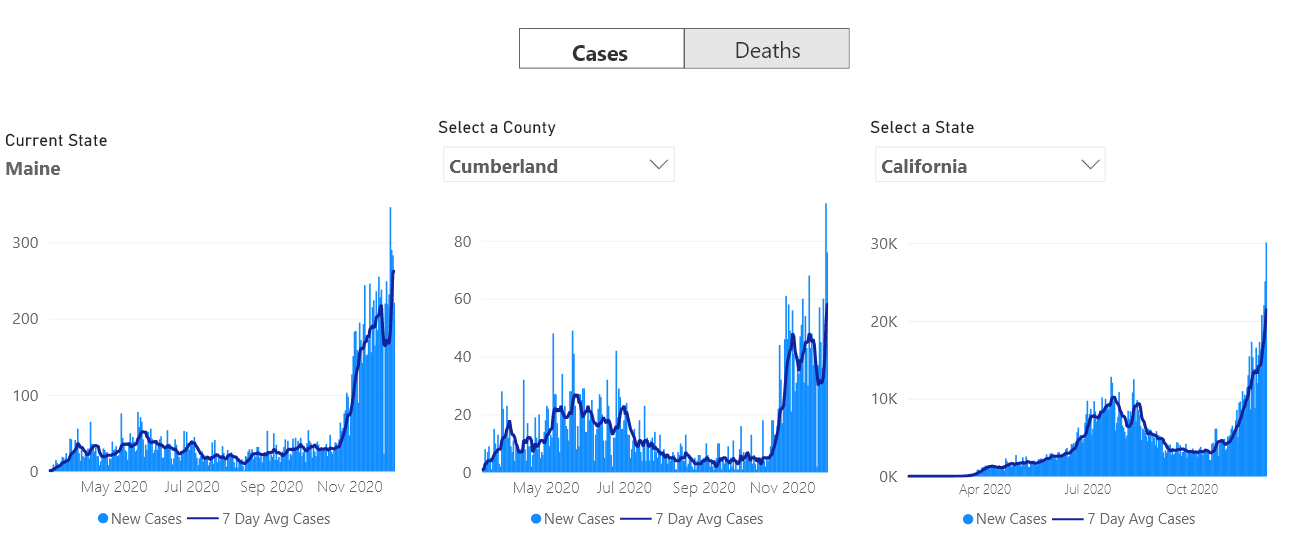 Cases Deaths
Current State
Maine
Select a County
Cumberland
Select a State
California
300
200
100
0
May 2020 Jul 2020 Sep 2020 Nov 2020
New Cases 7 Day Avg Cases
80
60
40
20
0
May 2020 Jul 2020 Sep 2020 Nov 2020
New Cases 7 Day Avg Cases
30K
20K
10K
0K
Apr 2020 Jul 2020 Oct 2020
New Cases 7 Day Avg Cases